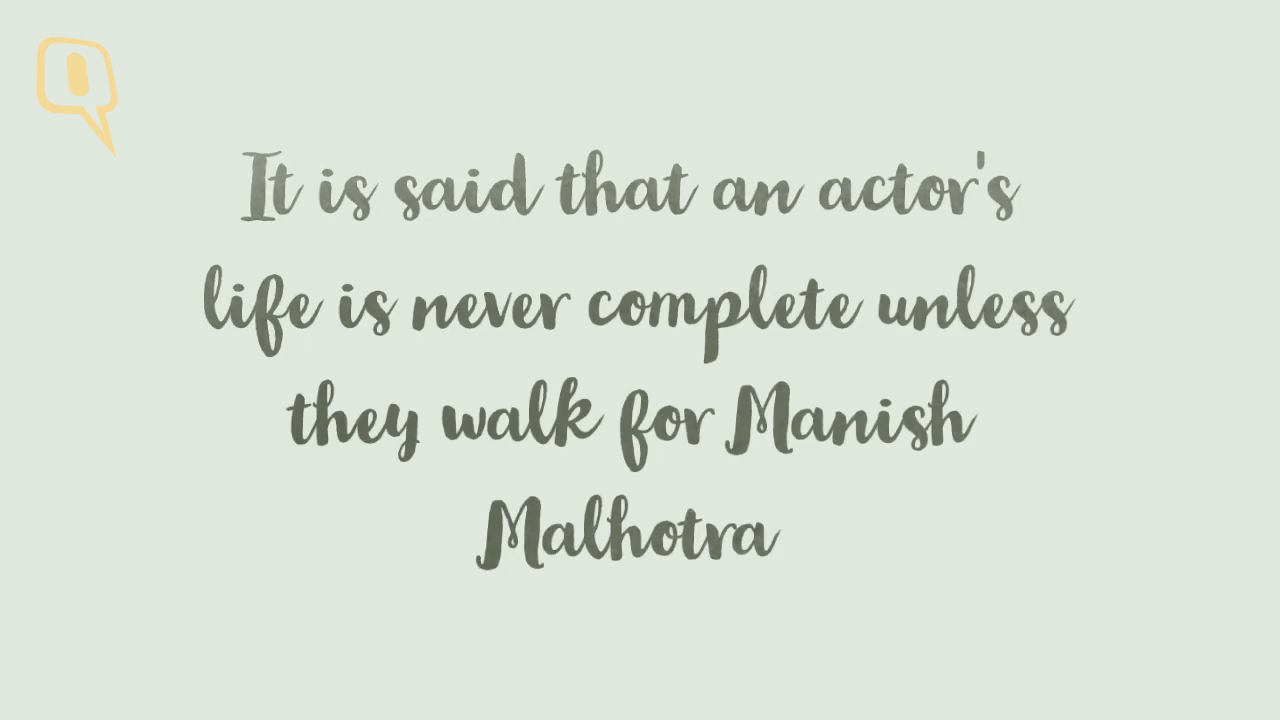 It is said that an actor's
life is never complete unless
they walk for Manish
Malhotra